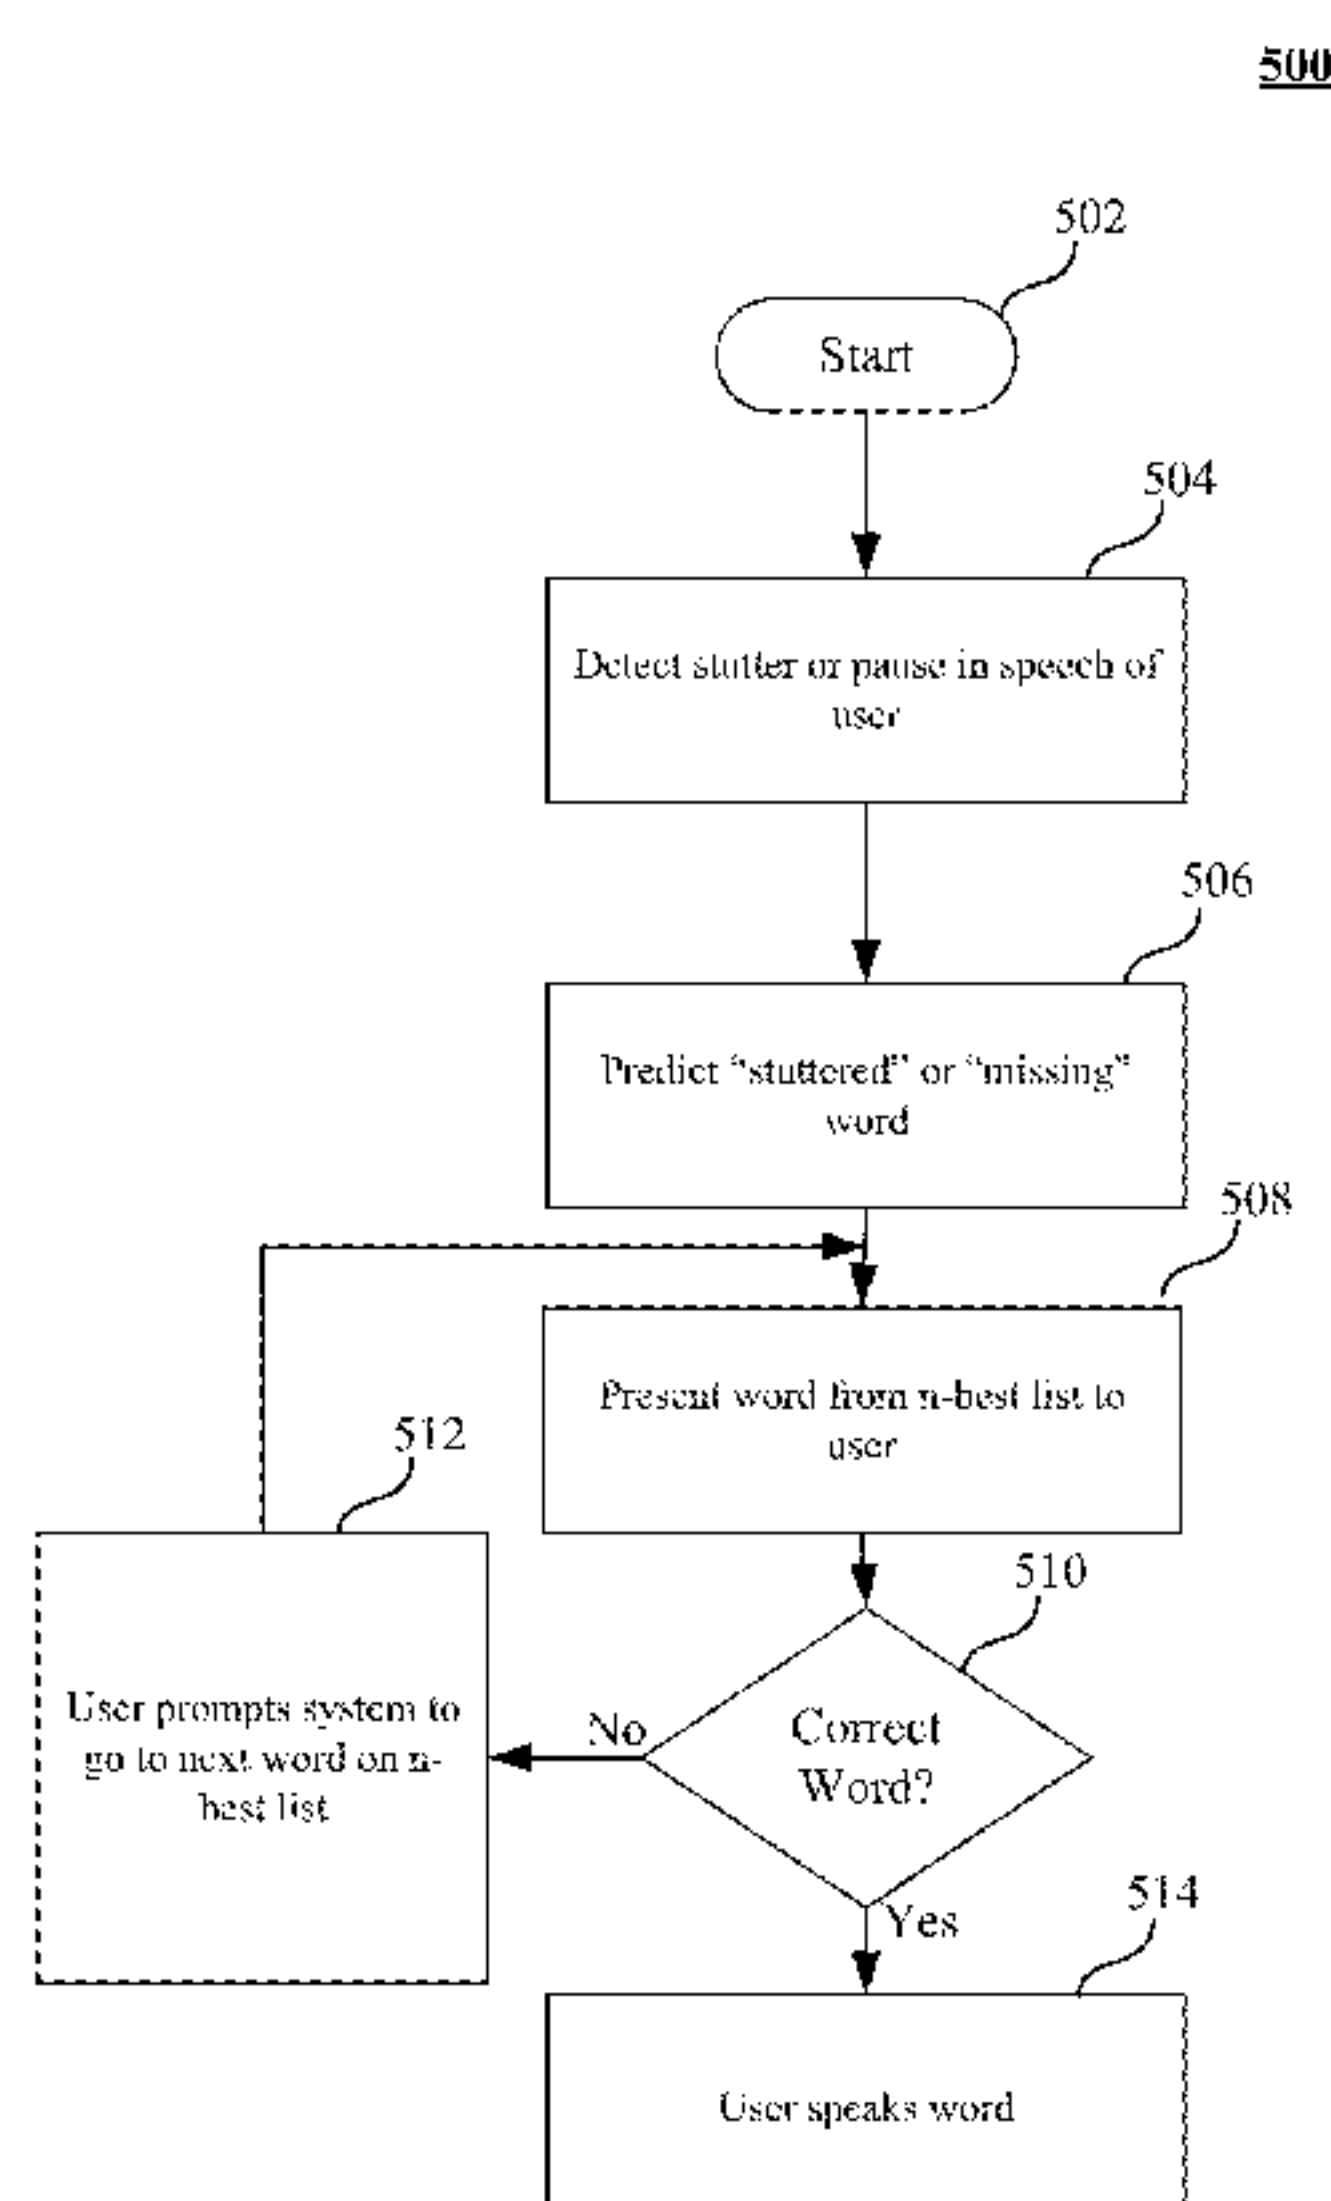 500
502
Start
504
Detect stutter or pause in speech of
user
506
Predict “stuttered” or “missing”
word
508
Present word from n-best list to
user
512
510
User prompts system to
go to next word on n-
best list
No
Correct
Word?
Yes
514
User speaks word